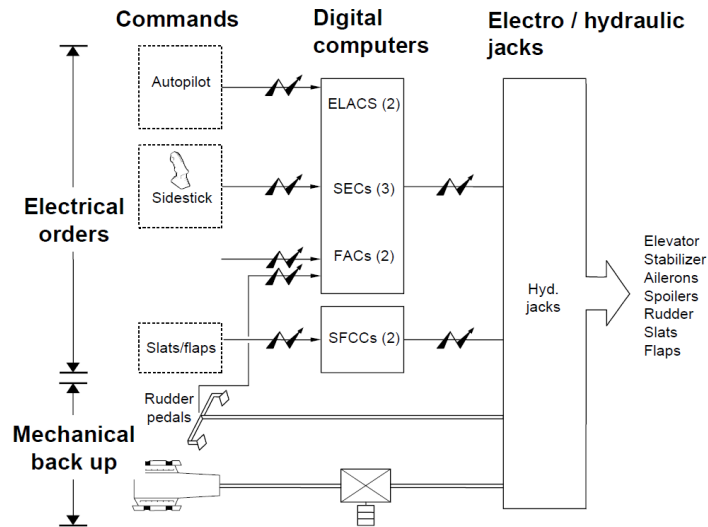 Commands
Digital
computers
Electro / hydraulic
jacks
Autopilot
ELACS (2)
Sidestick
SECs (3)
Electrical
orders
FACs (2)
Hyd.
jacks
Elevator
Stabilizer
Ailerons
Spoilers
Rudder
Slats
Flaps
Slats/flaps
SFCCs (2)
Rudder
pedals
Mechanical
back up